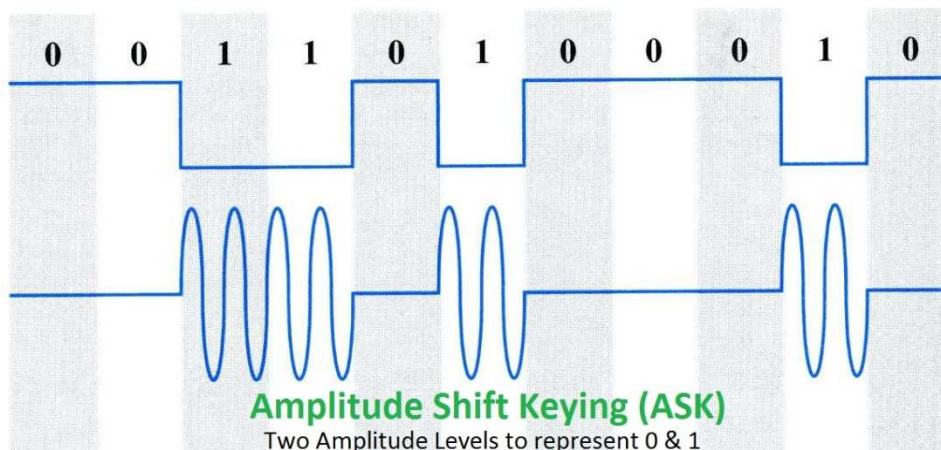 0 0 1 1 0 1 0 0 0 1 0
Amplitude Shift Keying (ASK)
Two Amplitude Levels to represent 0 & 1